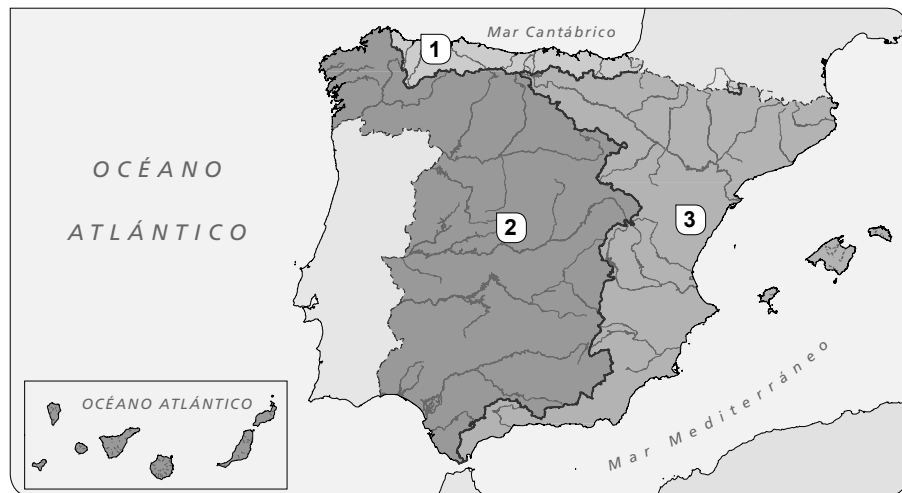 Mar Cantábrico
1
OCÉANO
ATLÁNTICO
2
3
Mar Mediterráneo
OCÉANO ATLÁNTICO